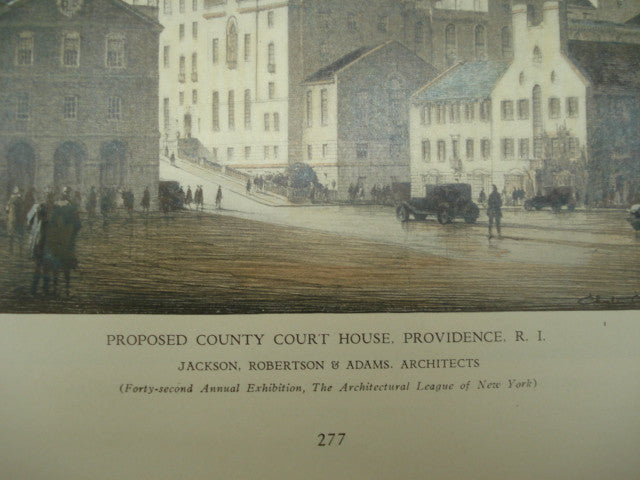 PROPOSED COUNTY COURT HOUSE, PROVIDENCE, R. I.
JACKSON, ROBERTSON & ADAMS, ARCHITECTS
(Forty-second Annual Exhibition, The Architectural League of New York)
277